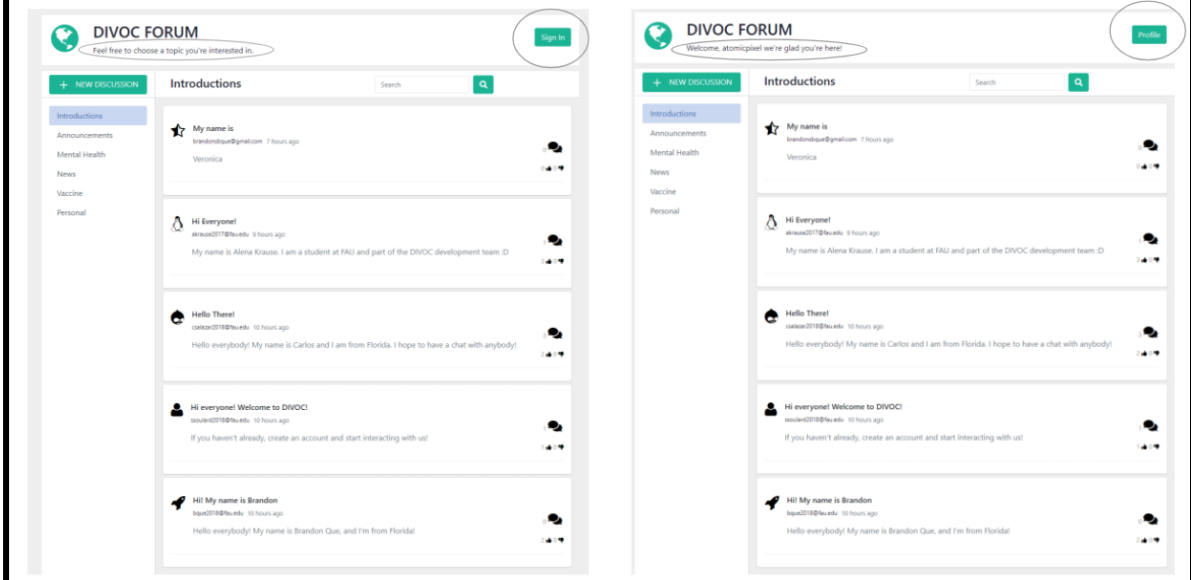 DIVOC FORUM
Feel free to choose a topic you're interested in.
Sign In
+ NEW DISCUSSION
Introductions
Search
Introductions
Announcements
Mental Health
News
Vaccine
Personal
My name is
7 hours ago
Veronica
Hi Everyone!
akrause2017@fau.edu 9 hours ago
My name is Alena Krause. I am a student at FAU and part of the DIVOC development team :D
Hello There!
csalazar2018@fau.edu 10 hours ago
Hello everybody! My name is Carlos and I am from Florida. I hope to have a chat with anybody!
Hi everyone! Welcome to DIVOC!
10 hours ago
If you haven't already, create an account and start interacting with us!
Hi! My name is Brandon
bque2018@fau.edu 10 hours ago
Hello everybody! My name is Brandon Que, and I'm from Florida!
DIVOC FORUM
Welcome, atomicpixel we're glad you're here!
Profile
+ NEW DISCUSSION
Introductions
Search
Introductions
Announcements
Mental Health
News
Vaccine
Personal
My name is
7 hours ago
Veronica
Hi Everyone!
akrause2017@fau.edu 9 hours ago
My name is Alena Krause. I am a student at FAU and part of the DIVOC development team :D
Hello There!
csalazar2018@fau.edu 10 hours ago
Hello everybody! My name is Carlos and I am from Florida. I hope to have a chat with anybody!
Hi everyone! Welcome to DIVOC!
10 hours ago
If you haven't already, create an account and start interacting with us!
Hi! My name is Brandon
bque2018@fau.edu 10 hours ago
Hello everybody! My name is Brandon Que, and I'm from Florida!